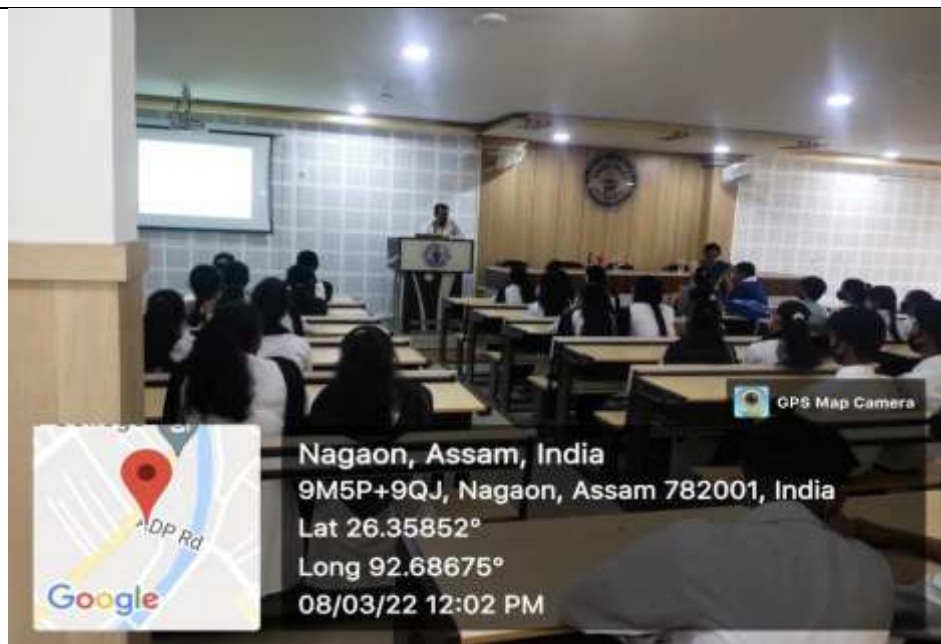 GPS Map Camera
Nagaon, Assam, India
9M5P+9QJ, Nagaon, Assam 782001, India
Lat 26.35852°
Long 92.68675°
08/03/22 12:02 PM
ADP Rd
Google